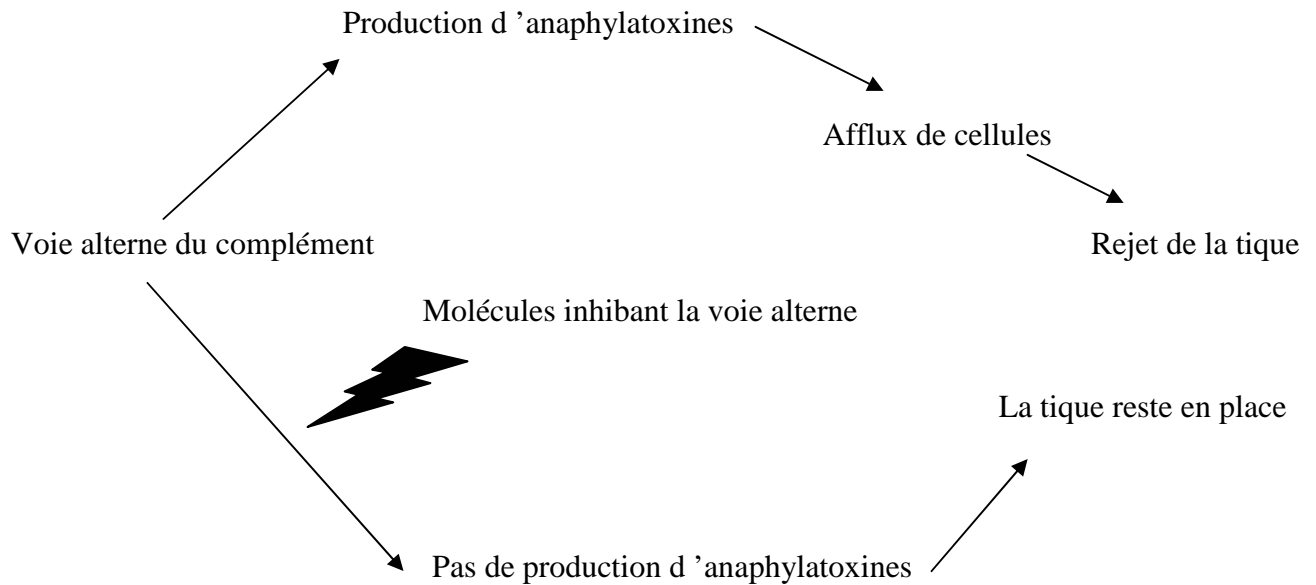 Production d ’anaphylatoxines
Afflux de cellules
Voie alterne du complément
Rejet de la tique
Molécules inhibant la voie alterne
La tique reste en place
Pas de production d ’anaphylatoxines